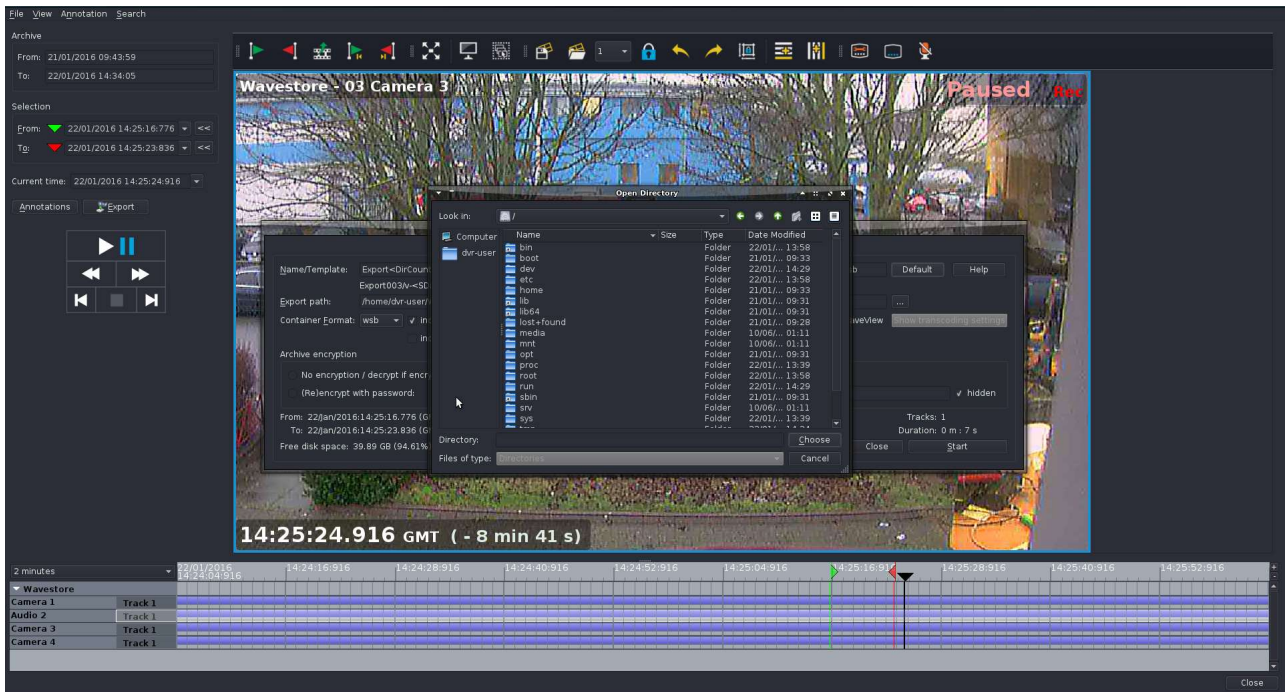 File View Annotation Search
Archive
From: 21/01/2016 09:43:59
To: 22/01/2016 14:34:05
Selection
From: 22/01/2016 14:25:16:776 <<
To: 22/01/2016 14:25:23:836 <<
Current time: 22/01/2016 14:25:24:916
Annotations Export
1
Wavestore - 03 Camera 3
Paused Rec
Open Directory
Look in: /
Computer
dvr-user
Name Size Type Date Modified
bin Folder 22/01/... 13:58
boot Folder 21/01/... 09:33
dev Folder 22/01/... 14:29
etc Folder 22/01/... 13:58
home Folder 21/01/... 09:33
lib Folder 21/01/... 09:31
lib64 Folder 21/01/... 09:31
lost+found Folder 21/01/... 09:28
media Folder 10/06/... 01:11
mnt Folder 10/06/... 01:11
opt Folder 21/01/... 09:31
proc Folder 22/01/... 13:39
root Folder 22/01/... 13:58
run Folder 22/01/... 14:29
sbin Folder 21/01/... 09:31
srv Folder 10/06/... 01:11
sys Folder 22/01/... 13:39
Directory: Choose
Files of type: Directories Cancel
Name/Template: Export<DirCoun
Default Help
Export003/v-<SD
Export path: /home/dvr-user/
...
Container Format: wsb
Show transcoding settings
Archive encryption
No encryption / decrypt if encr
(Re)encrypt with password:
hidden
From: 22/Jan/2016:14:25:16.776
Tracks: 1
To: 22/Jan/2016:14:25:23.836
Duration: 0 m : 7 s
Free disk space: 39.89 GB (94.61%
Close Start
14:25:24.916 GMT ( - 8 min 41 s)
2 minutes
22/01/2016
14:24:04:916 14:24:16:916 14:24:28:916 14:24:40:916 14:24:52:916 14:25:04:916 14:25:16:91 14:25:28:916 14:25:40:916 14:25:52:916
Wavestore
Camera 1 Track 1
Audio 2 Track 1
Camera 3 Track 1
Camera 4 Track 1
Close